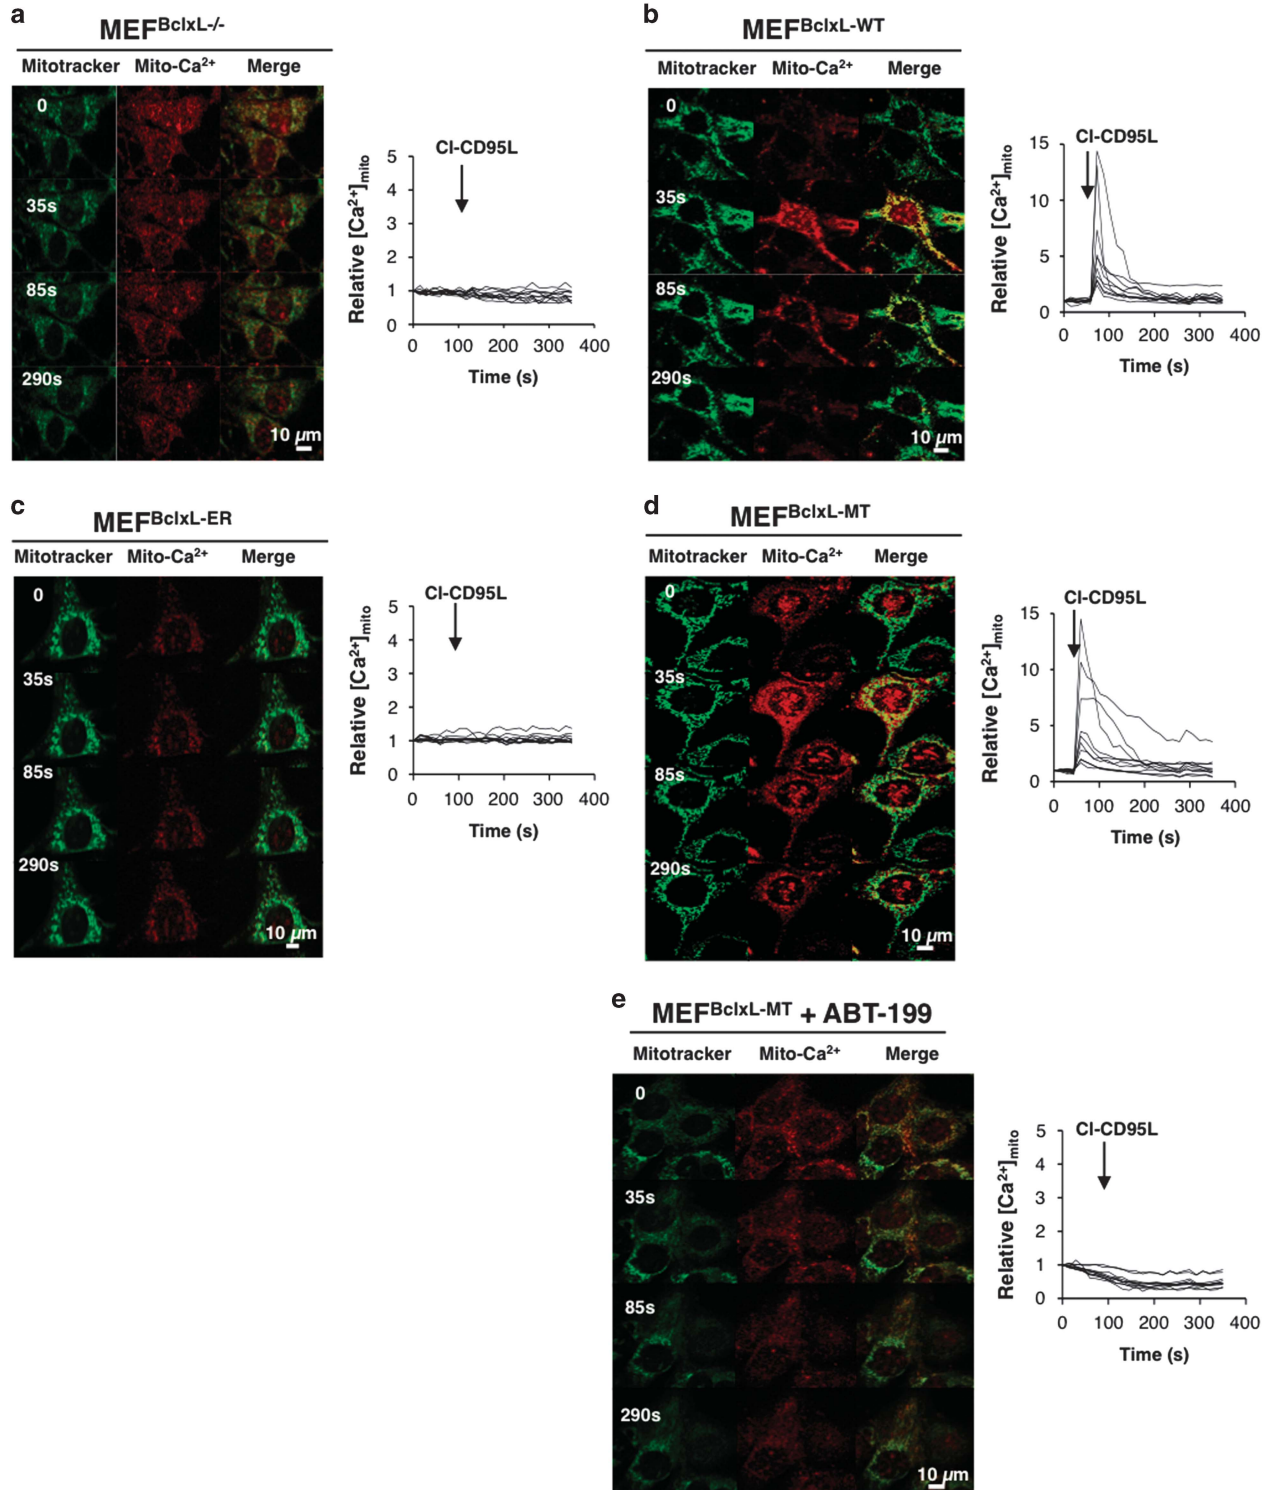 a
MEFBclxL-/-
Mitotracker Mito-Ca2+ Merge
0
35s
85s
290s
10 µm
CI-CD95L
Relative [Ca2+]mito
5
4
3
2
1
0
0 100 200 300 400
Time (s)
b
MEFBclxL-WT
Mitotracker Mito-Ca2+ Merge
0
35s
85s
290s
10 µm
CI-CD95L
Relative [Ca2+]mito
15
10
5
0
0 100 200 300 400
Time (s)
c
MEFBclxL-ER
Mitotracker Mito-Ca2+ Merge
0
35s
85s
290s
10 µm
CI-CD95L
Relative [Ca2+]mito
5
4
3
2
1
0
0 100 200 300 400
Time (s)
d
MEFBclxL-MT
Mitotracker Mito-Ca2+ Merge
0
35s
85s
290s
10 µm
CI-CD95L
Relative [Ca2+]mito
15
10
5
0
0 100 200 300 400
Time (s)
e
MEFBclxL-MT + ABT-199
Mitotracker Mito-Ca2+ Merge
0
35s
85s
290s
10 µm
CI-CD95L
Relative [Ca2+]mito
5
4
3
2
1
0
0 100 200 300 400
Time (s)